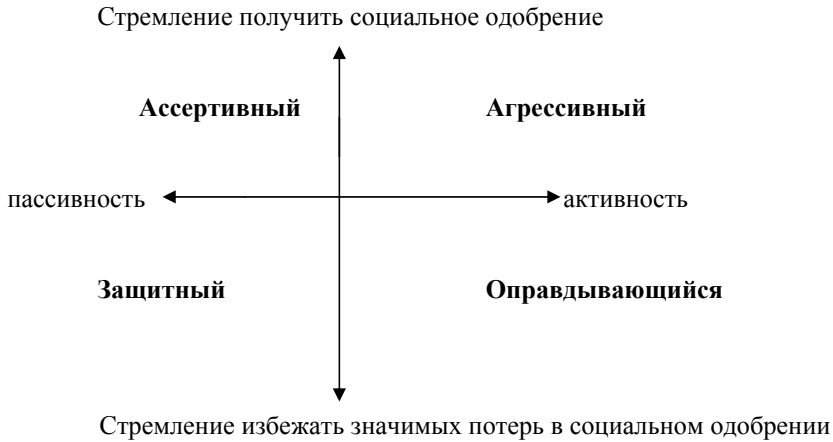 Стремление получить социальное одобрение
Ассертивный Агрессивный
пассивность активность
Защитный Оправдывающийся
Стремление избежать значимых потерь в социальном одобрении